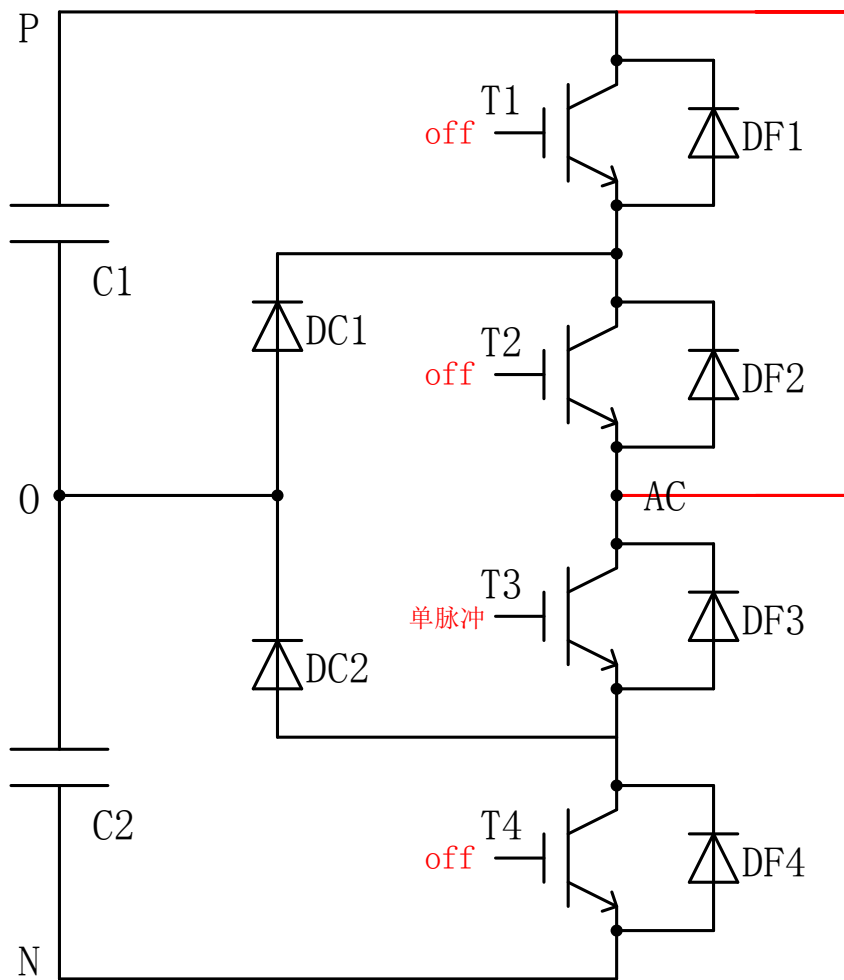 P
T1
off
DF1
C1
DC1
T2
off
DF2
O
AC
T3
单脉冲
DF3
DC2
C2
T4
off
DF4
N